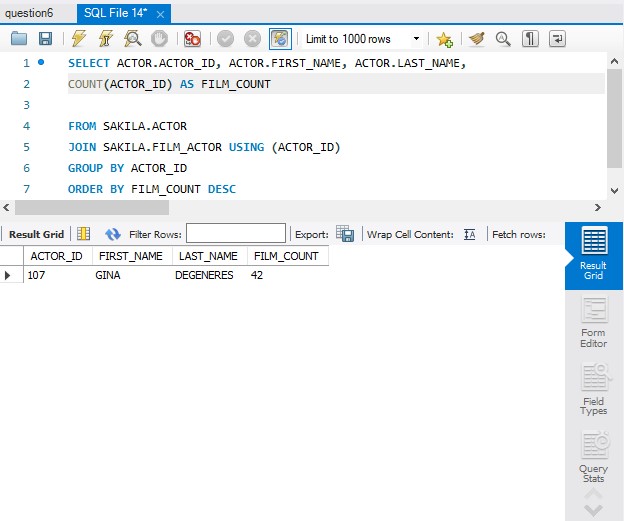 question6 SQL File 14*
Limit to 1000 rows
1 SELECT ACTOR.ACTOR_ID, ACTOR.FIRST_NAME, ACTOR.LAST_NAME,
2 COUNT(ACTOR_ID) AS FILM_COUNT
3
4 FROM SAKILA.ACTOR
5 JOIN SAKILA.FILM_ACTOR USING (ACTOR_ID)
6 GROUP BY ACTOR_ID
7 ORDER BY FILM_COUNT DESC
Result Grid Filter Rows: Export: Wrap Cell Content: Fetch rows:
ACTOR_ID FIRST_NAME LAST_NAME FILM_COUNT
107 GINA DEGENERES 42
Result
Grid
Form
Editor
Field
Types
Query
Stats